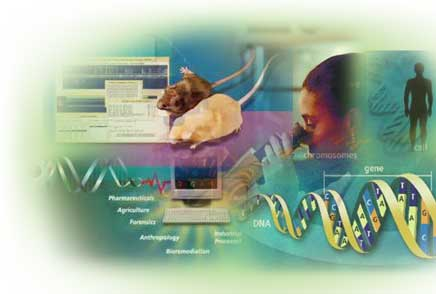 chromosomes
cell
gene
Pharmaceuticals
Agriculture
Forensics
Anthropology
Bioremediation
Industrial
Processes
DNA